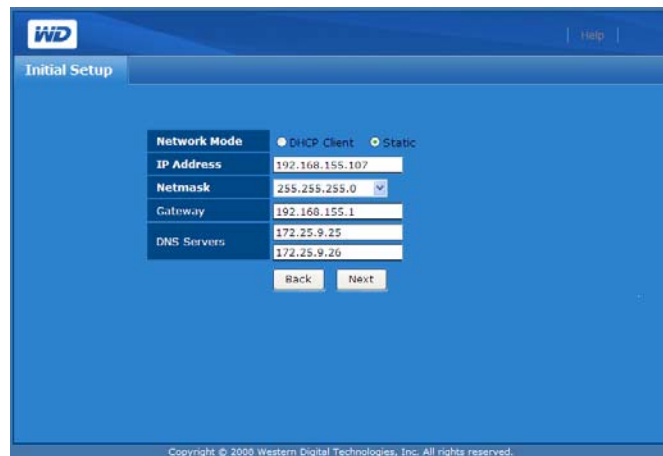 WD
Help
Initial Setup
Network Mode DHCP Client Static
IP Address 192.168.155.107
Netmask 255.255.255.0
Gateway 192.168.155.1
DNS Servers 172.25.9.25
172.25.9.26
Back Next
Copyright © 2008 Western Digital Technologies, Inc. All rights reserved.